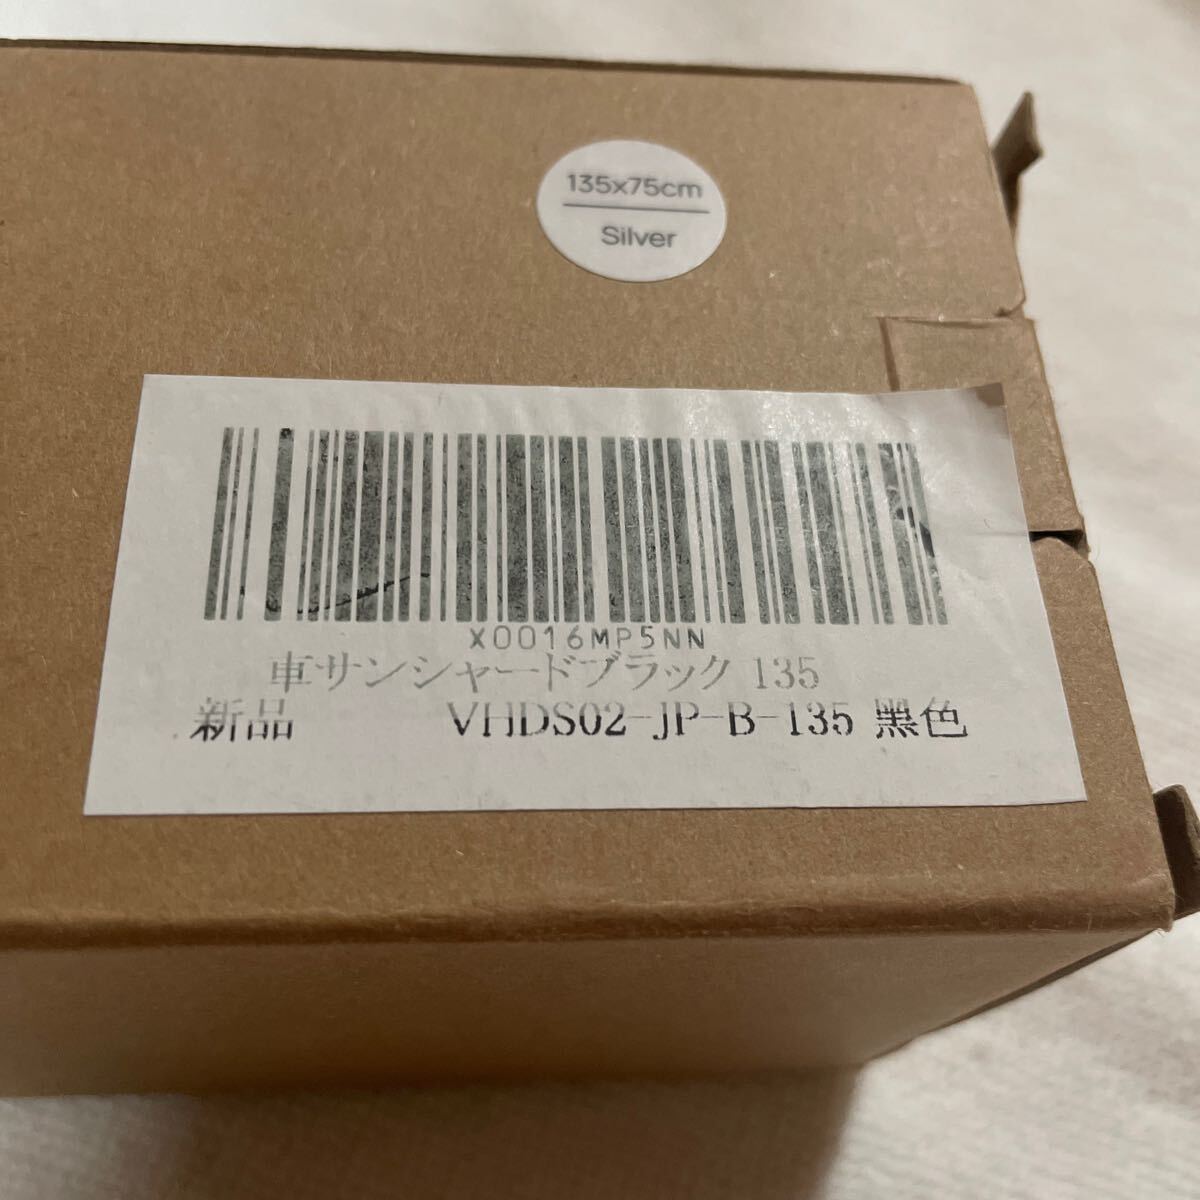 135x75cm
Silver
X0016MP5NN
車サンシャードブラック 135
新品 VHDS02-JP-B-135 黑色